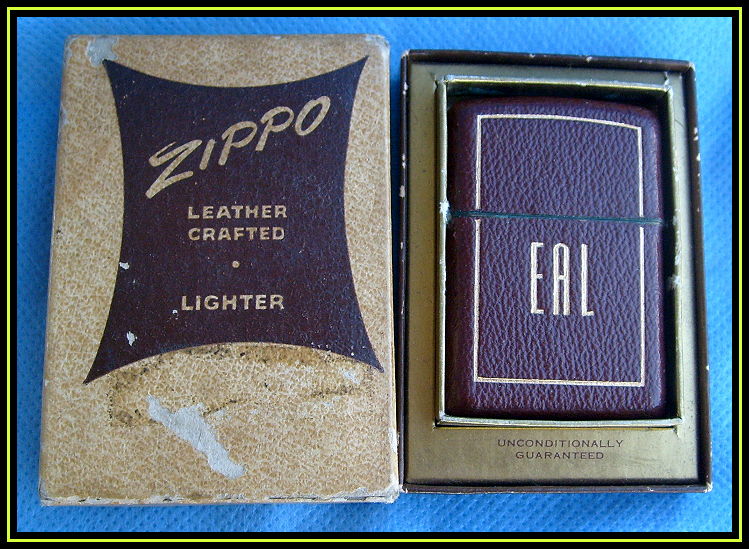 ZIPPO
LEATHER
CRAFTED
•
LIGHTER
EAL
UNCONDITIONALLY
GUARANTEED